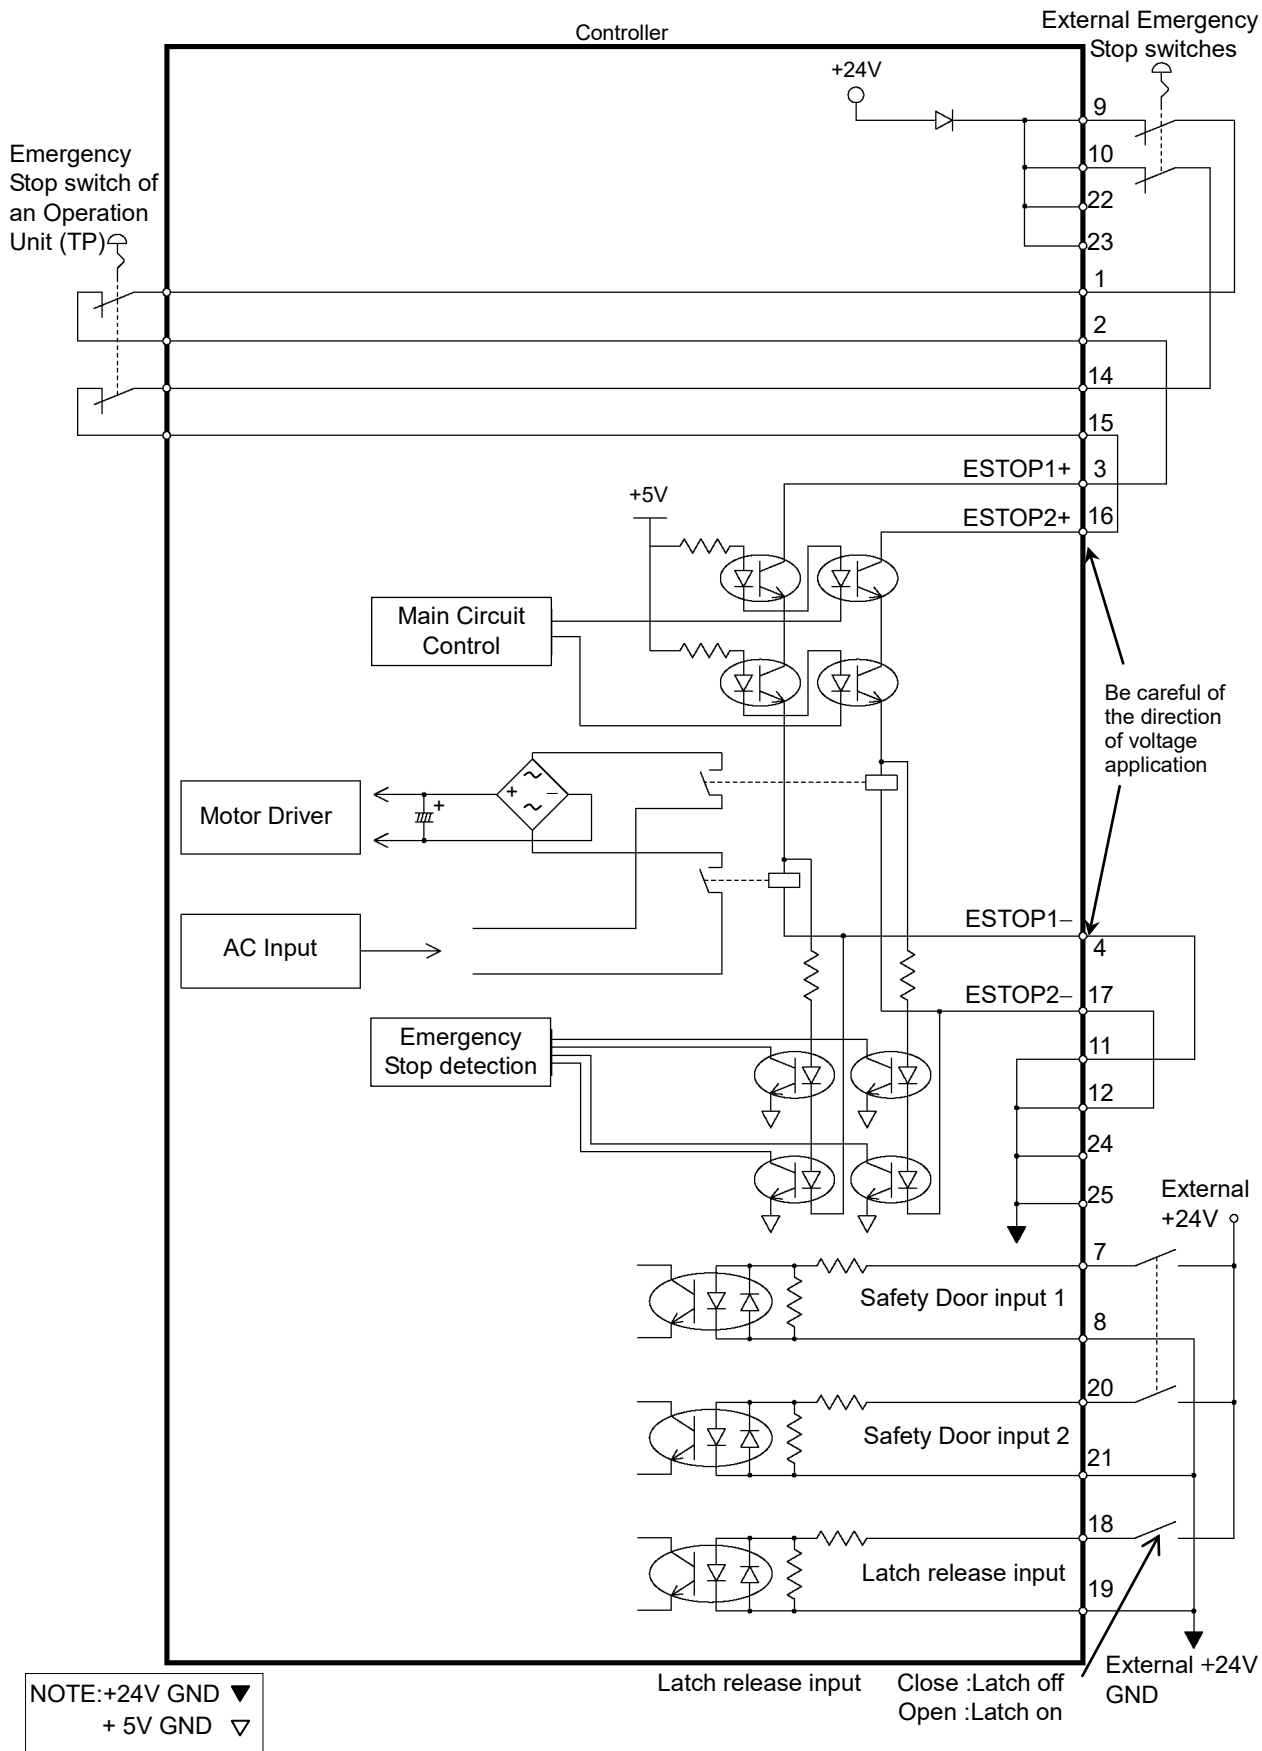 Controller
External Emergency
Stop switches
+24V
9
10
22
23
Emergency
Stop switch of
an Operation
Unit (TP)
1
2
14
15
ESTOP1+ 3
ESTOP2+ 16
+5V
Main Circuit
Control
Be careful of
the direction
of voltage
application
Motor Driver
+ −
+
AC Input
ESTOP1−
4
ESTOP2− 17
11
12
24
25
Emergency
Stop detection
External
+24V
7
Safety Door input 1
8
20
Safety Door input 2
21
18
Latch release input
19
External +24V
GND
Latch release input Close :Latch off
Open :Latch on
NOTE:+24V GND ▼
+ 5V GND ▽